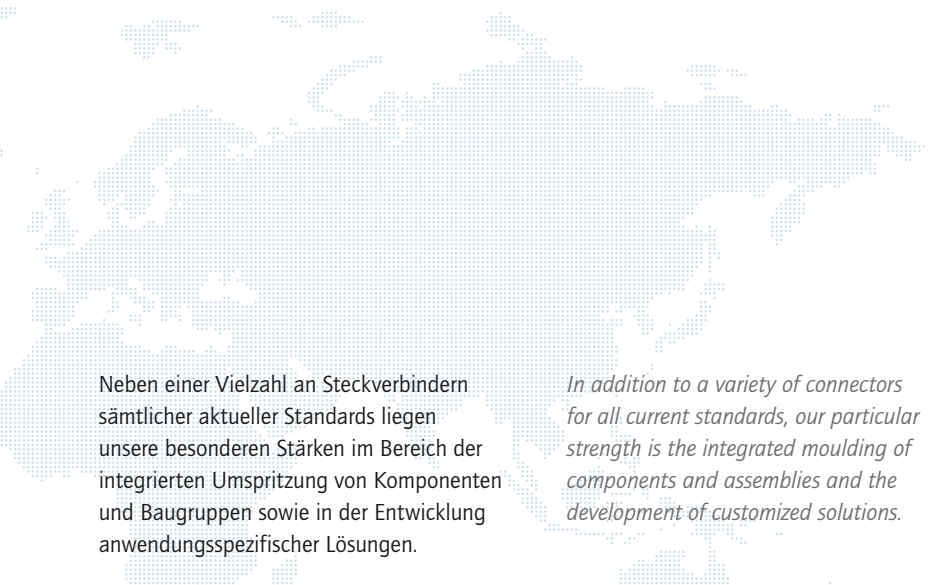 Neben einer Vielzahl an Steckverbindern
sämtlicher aktueller Standards liegen
unsere besonderen Stärken im Bereich der
integrierten Umspritzung von Komponenten
und Baugruppen sowie in der Entwicklung
anwendungsspezifischer Lösungen.
In addition to a variety of connectors
for all current standards, our particular
strength is the integrated moulding of
components and assemblies and the
development of customized solutions.